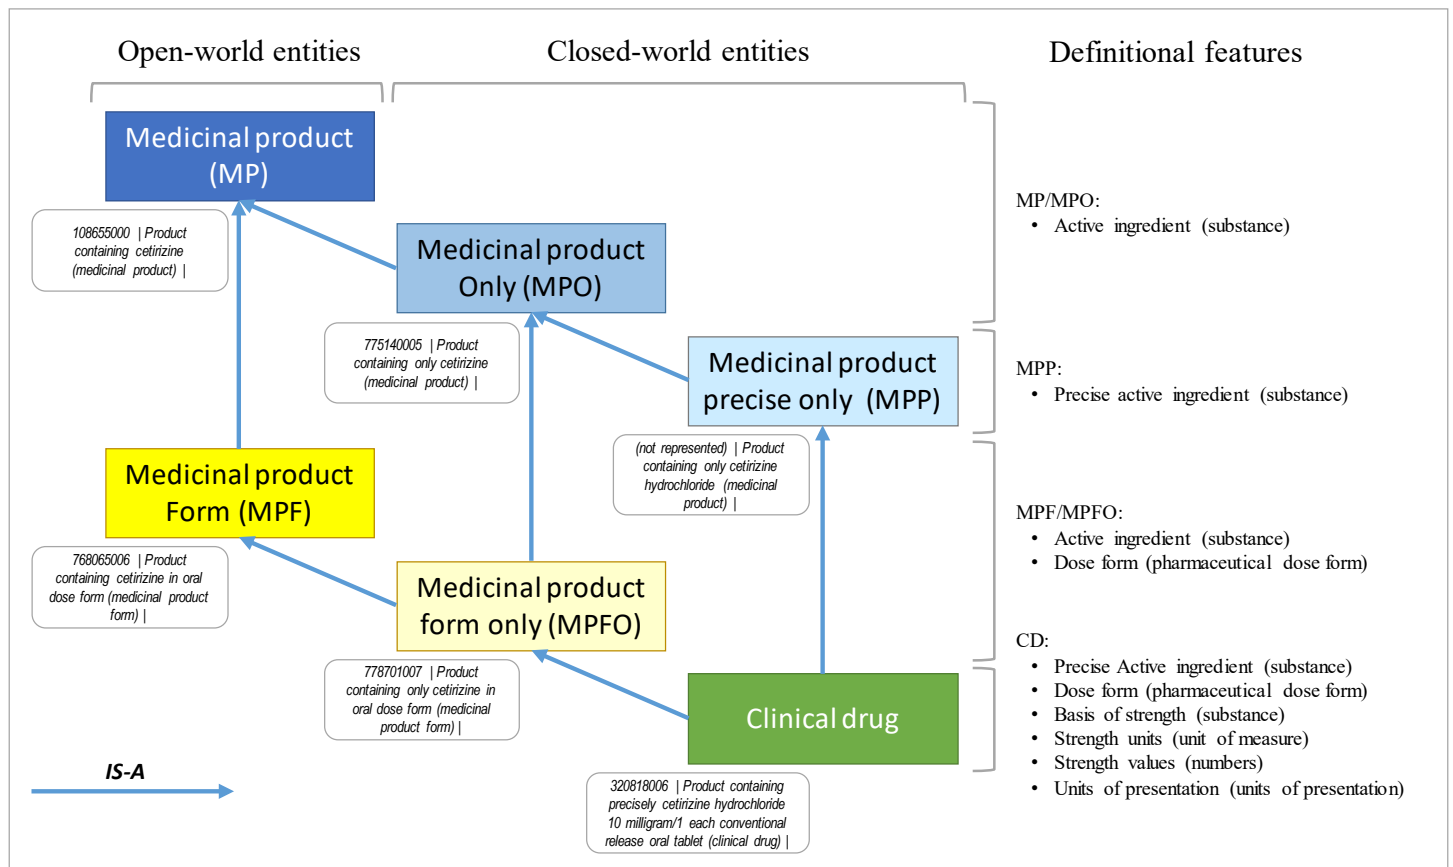 Open-world entities
Closed-world entities
Definitional features
Medicinal product
(MP)
108655000 | Product
containing cetirizine
(medicinal product) |
Medicinal product
Only (MPO)
775140005 | Product
containing only cetirizine
(medicinal product) |
Medicinal product
precise only (MPP)
(not represented) | Product
containing only cetirizine
hydrochloride (medicinal
product) |
Medicinal product
Form (MPF)
768065006 | Product
containing cetirizine in oral
dose form (medicinal product
form) |
Medicinal product
form only (MPFO)
778701007 | Product
containing only cetirizine in
oral dose form (medicinal
product form) |
Clinical drug
320818006 | Product containing
precisely cetirizine hydrochloride
10 milligram/1 each conventional
release oral tablet (clinical drug) |
IS-A
MP/MPO:
• Active ingredient (substance)
MPP:
• Precise active ingredient (substance)
MPF/MPFO:
• Active ingredient (substance)
• Dose form (pharmaceutical dose form)
CD:
• Precise Active ingredient (substance)
• Dose form (pharmaceutical dose form)
• Basis of strength (substance)
• Strength units (unit of measure)
• Strength values (numbers)
• Units of presentation (units of presentation)